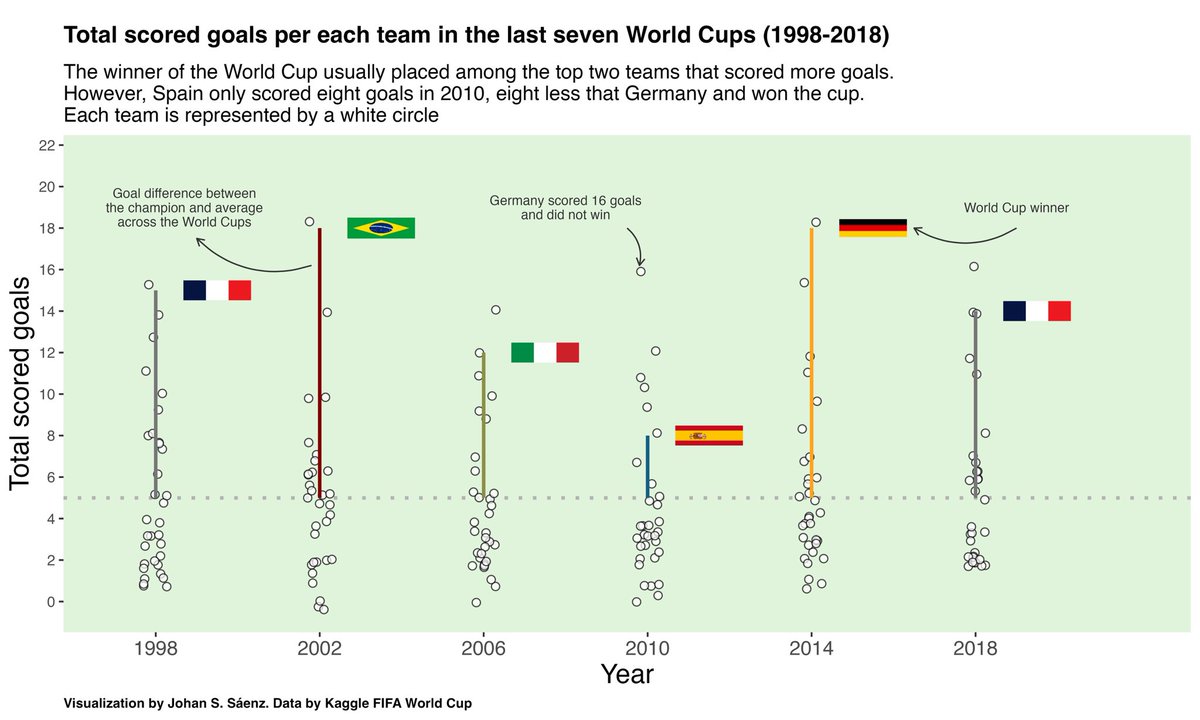 Total scored goals per each team in the last seven World Cups (1998-2018)
The winner of the World Cup usually placed among the top two teams that scored more goals.
However, Spain only scored eight goals in 2010, eight less that Germany and won the cup.
Each team is represented by a white circle
Total scored goals
22
20
18
16
14
12
10
8
6
4
2
0
Goal difference between
the champion and average
across the World Cups
Germany scored 16 goals
and did not win
World Cup winner
1998
2002
2006
2010
2014
2018
Year
Visualization by Johan S. Sáenz. Data by Kaggle FIFA World Cup